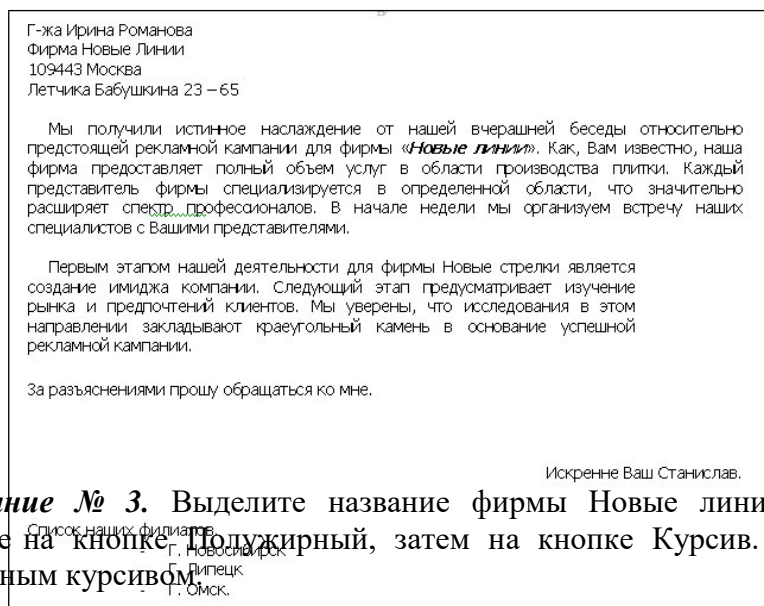 Г-жа Ирина Романова
Фирма Новые Линии
109443 Москва
Летчика Бабушкина 23 – 65
Мы получили истинное наслаждение от нашей вчерашней беседы относительно
предстоящей рекламной кампании для фирмы «Новые линии». Как, Вам известно, наша
фирма предоставляет полный объем услуг в области производства плитки. Каждый
представитель фирмы специализируется в определенной области, что значительно
расширяет спектр профессионалов. В начале недели мы организуем встречу наших
специалистов с Вашими представителями.
Первым этапом нашей деятельности для фирмы Новые стрелки является
создание имиджа компании. Следующий этап предусматривает изучение
рынка и предпочтений клиентов. Мы уверены, что исследования в этом
направлении закладывают краеугольный камень в основание успешной
рекламной кампании.
За разъяснениями прошу обращаться ко мне.
Искренне Ваш Станислав.
ние № 3. Выделите название фирмы Новые лини
Список наших филиалов
е на кнопке Полужирный, затем на кнопке Курсив.
- Г. Новосибирск
- Г. Липецк
ным курсивом.
- Г. Омск.